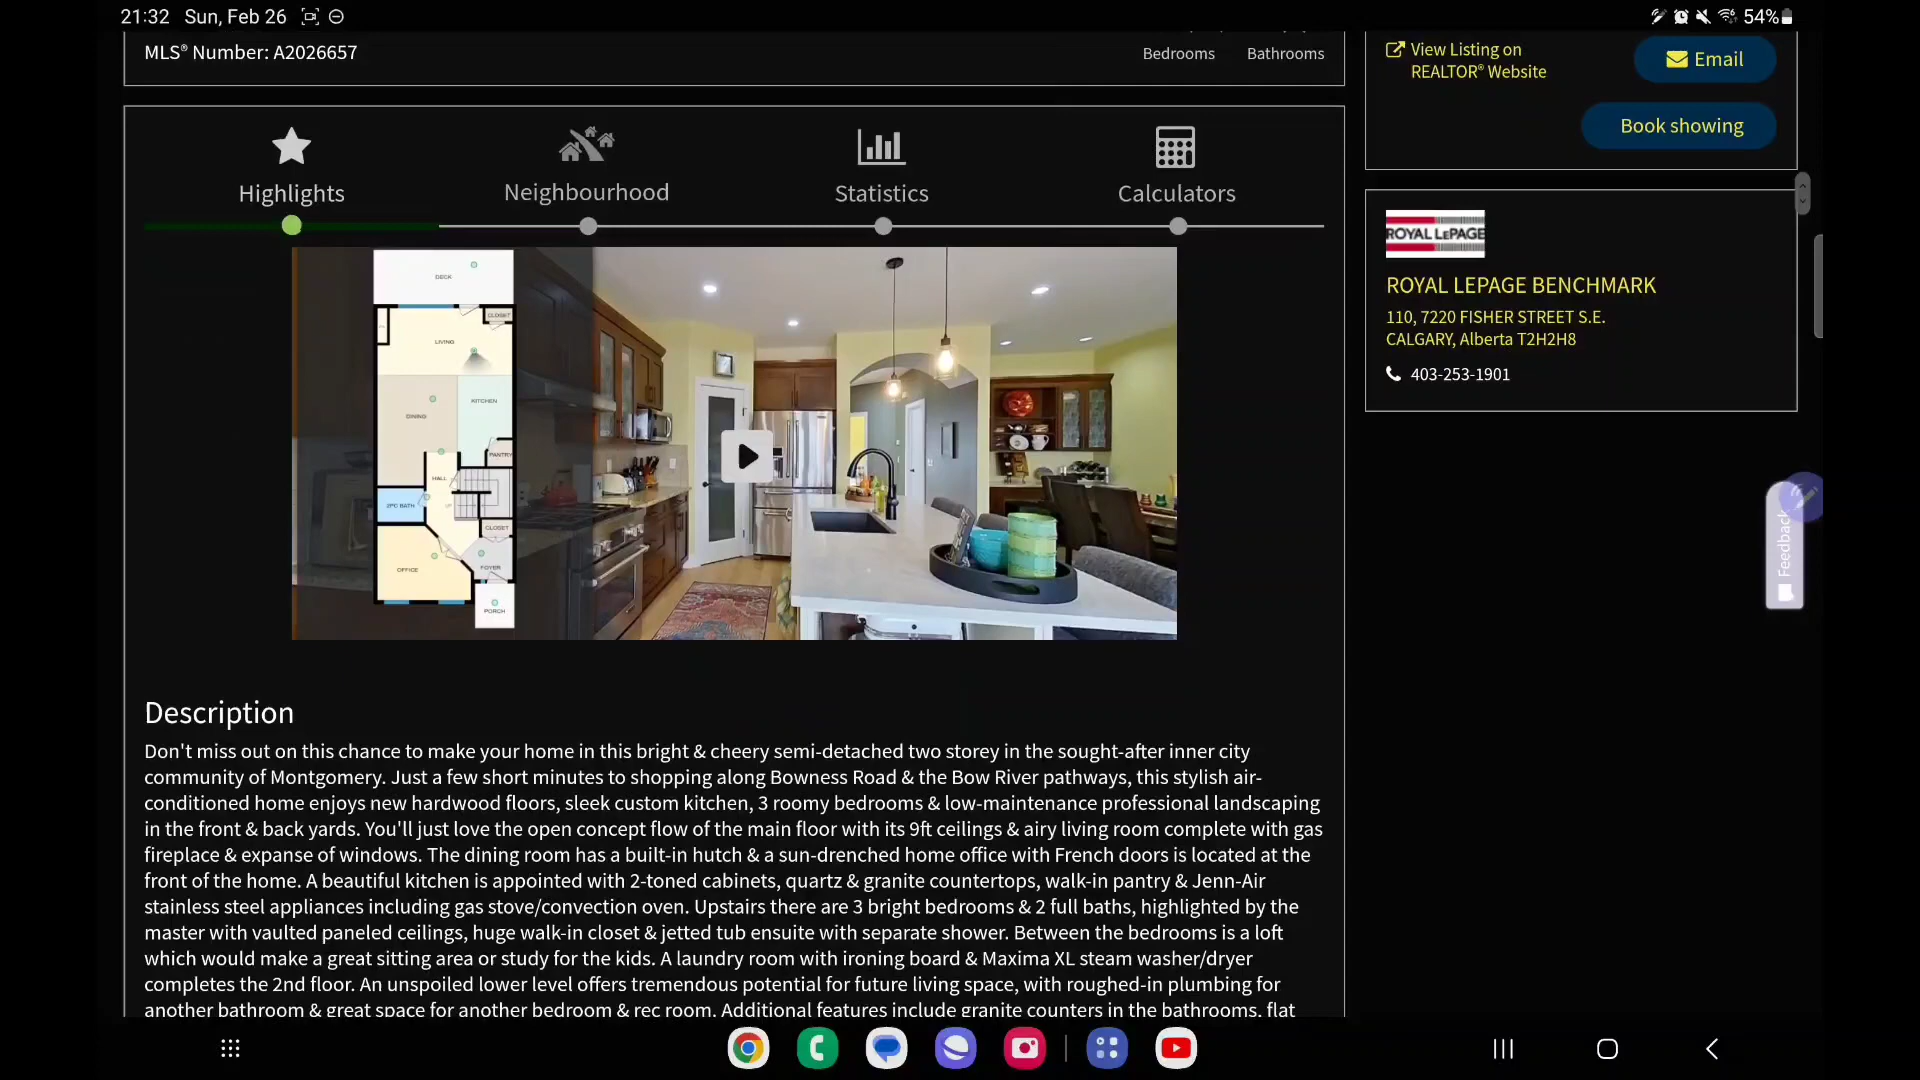 21:32 Sun, Feb 26
54%
MLS® Number: A2026657
Bedrooms Bathrooms
View Listing on
REALTOR® Website
Email
Book showing
Highlights
Neighbourhood
Statistics
Calculators
DECK
CLOSET
LIVING
DINING
KITCHEN
PANTRY
HALL
2PC BATH
UP
CLOSET
OFFICE
FOYER
PORCH
ROYAL LEPAGE
ROYAL LEPAGE BENCHMARK
110, 7220 FISHER STREET S.E.
CALGARY, Alberta T2H2H8
403-253-1901
Feedback
Description
Don't miss out on this chance to make your home in this bright & cheery semi-detached two storey in the sought-after inner city
community of Montgomery. Just a few short minutes to shopping along Bowness Road & the Bow River pathways, this stylish air-
conditioned home enjoys new hardwood floors, sleek custom kitchen, 3 roomy bedrooms & low-maintenance professional landscaping
in the front & back yards. You'll just love the open concept flow of the main floor with its 9ft ceilings & airy living room complete with gas
fireplace & expanse of windows. The dining room has a built-in hutch & a sun-drenched home office with French doors is located at the
front of the home. A beautiful kitchen is appointed with 2-toned cabinets, quartz & granite countertops, walk-in pantry & Jenn-Air
stainless steel appliances including gas stove/convection oven. Upstairs there are 3 bright bedrooms & 2 full baths, highlighted by the
master with vaulted paneled ceilings, huge walk-in closet & jetted tub ensuite with separate shower. Between the bedrooms is a loft
which would make a great sitting area or study for the kids. A laundry room with ironing board & Maxima XL steam washer/dryer
completes the 2nd floor. An unspoiled lower level offers tremendous potential for future living space, with roughed-in plumbing for
another bathroom & great space for another bedroom & rec room. Additional features include granite counters in the bathrooms, flat